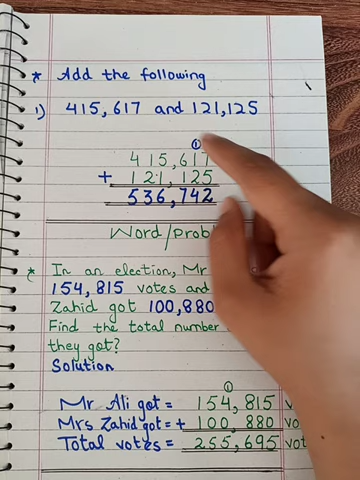 * Add the following
1) 415,617 and 121,125
1
415,617
+ 121,125
536,742
Word/prob
* In an election, Mr
154,815 votes and
Zahid got 100,880
Find the total number
they got?
Solution
1
Mr Ali got = 154,815 v
Mrs Zahid got = + 100,880 vo
Total votes = 255,695 vot